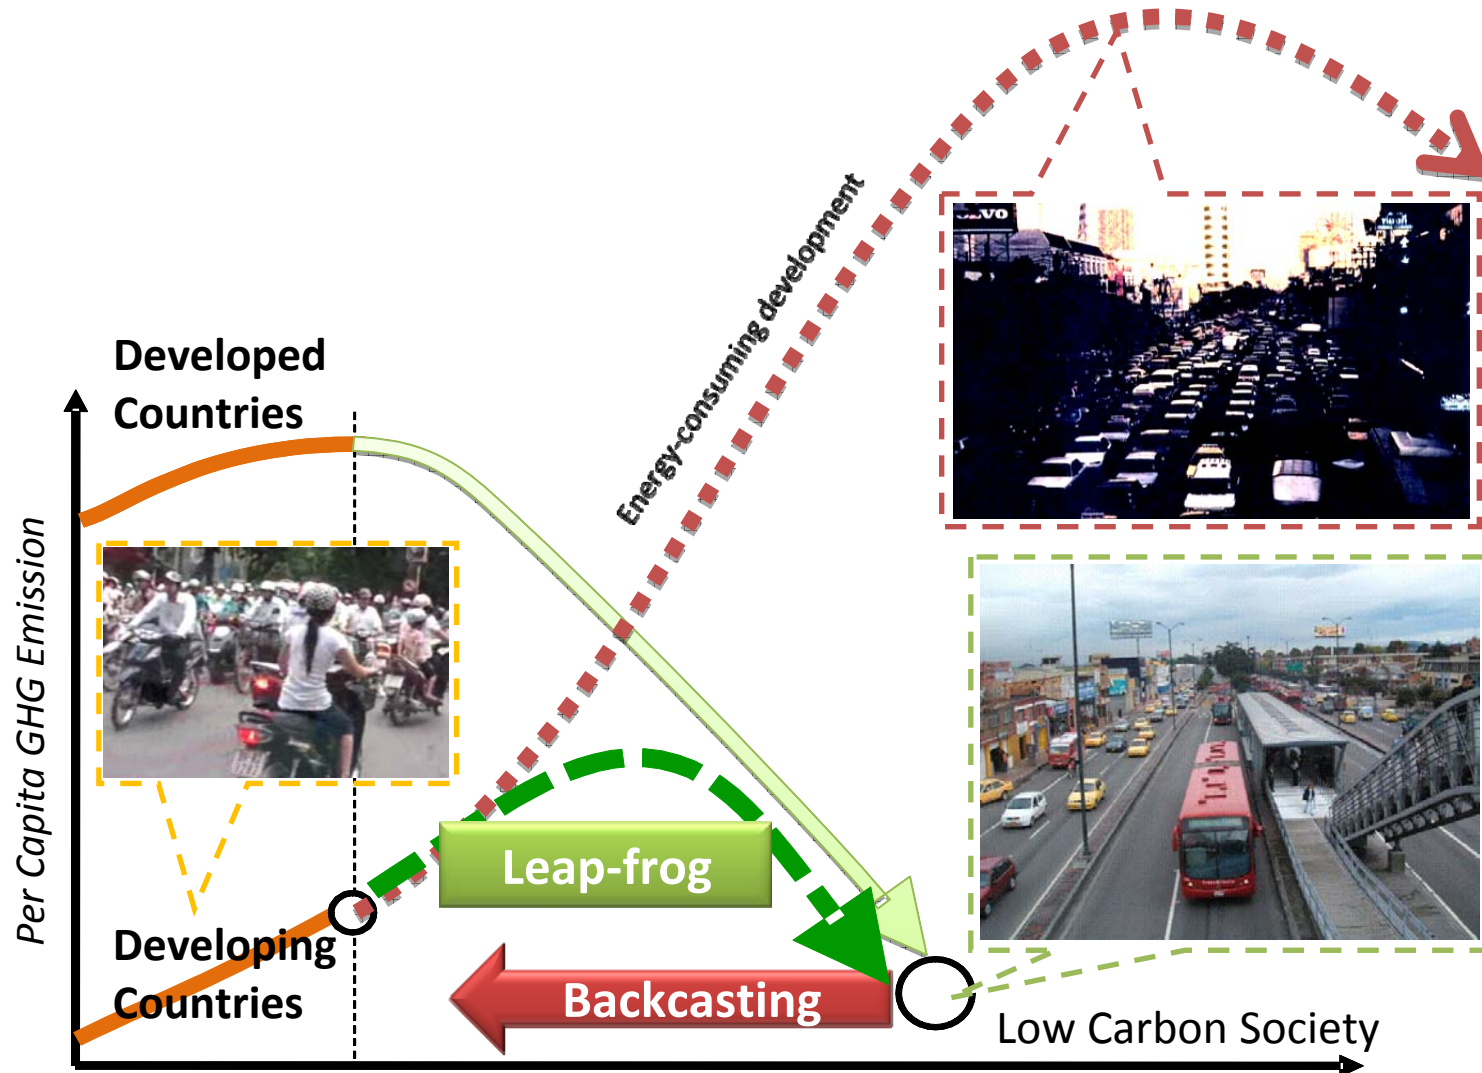 Developed
Countries
Energy-consuming development
Per Capita GHG Emission
Leap-frog
Developing
Countries
Backcasting
Low Carbon Society